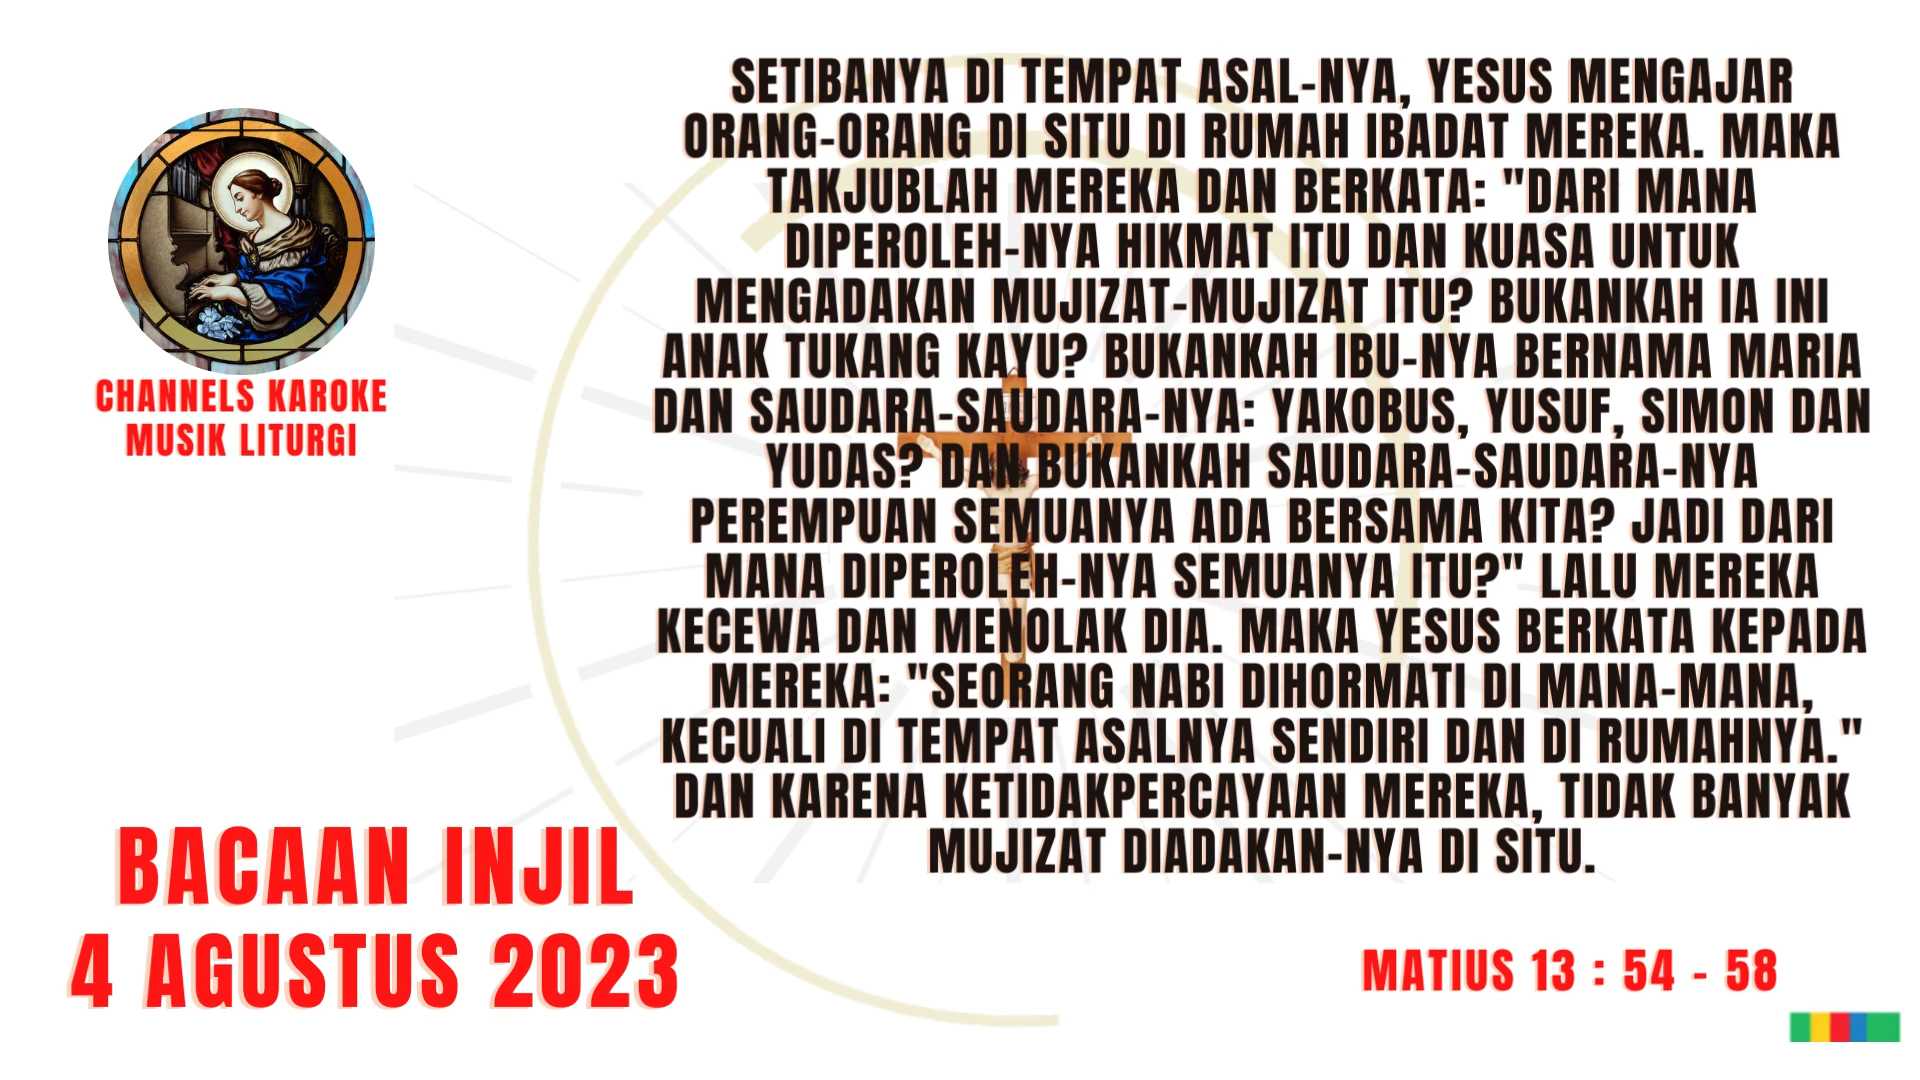 SETIBANYA DI TEMPAT ASAL-NYA, YESUS MENGAJAR
ORANG-ORANG DI SITU DI RUMAH IBADAT MEREKA. MAKA
TAKJUBLAH MEREKA DAN BERKATA: "DARI MANA
DIPEROLEH-NYA HIKMAT ITU DAN KUASA UNTUK
MENGADAKAN MUJIZAT-MUJIZAT ITU? BUKANKAH IA INI
ANAK TUKANG KAYU? BUKANKAH IBU-NYA BERNAMA MARIA
DAN SAUDARA-SAUDARA-NYA: YAKOBUS, YUSUF, SIMON DAN
YUDAS? DAN BUKANKAH SAUDARA-SAUDARA-NYA
PEREMPUAN SEMUANYA ADA BERSAMA KITA? JADI DARI
MANA DIPEROLEH-NYA SEMUANYA ITU?" LALU MEREKA
KECEWA DAN MENOLAK DIA. MAKA YESUS BERKATA KEPADA
MEREKA: "SEORANG NABI DIHORMATI DI MANA-MANA,
KECUALI DI TEMPAT ASALNYA SENDIRI DAN DI RUMAHNYA."
DAN KARENA KETIDAKPERCAYAAN MEREKA, TIDAK BANYAK
MUJIZAT DIADAKAN-NYA DI SITU.
CHANNELS KAROKE
MUSIK LITURGI
BACAAN INJIL
4 AGUSTUS 2023
MATIUS 13 : 54 - 58